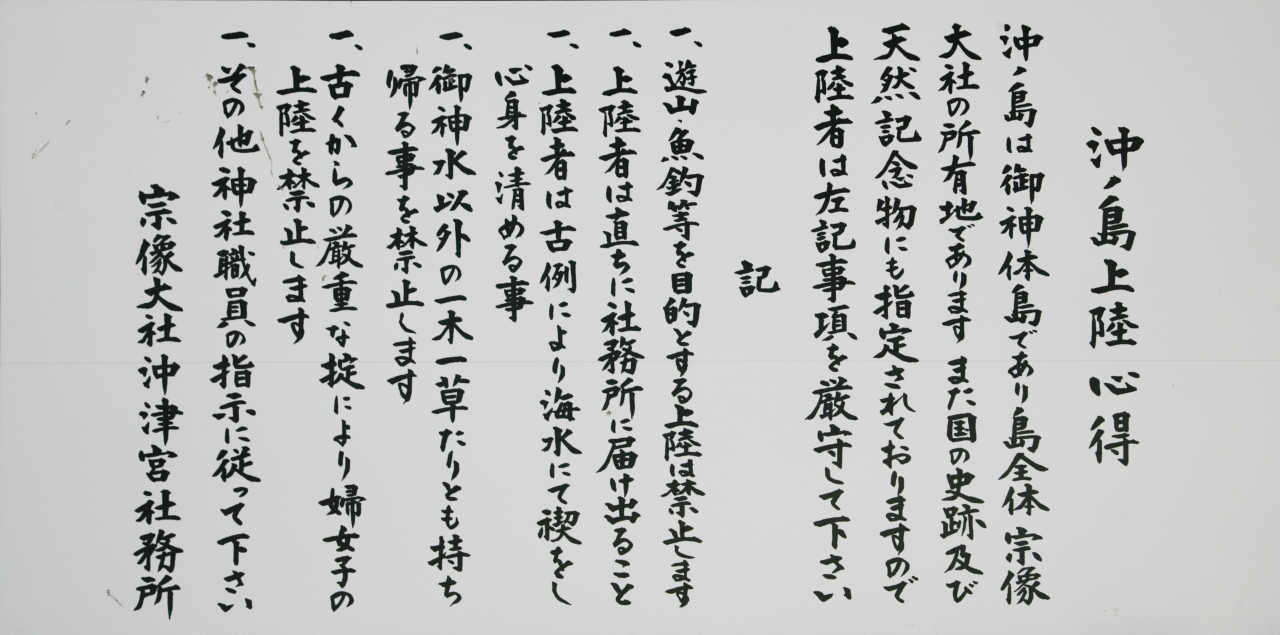 沖ノ島上陸心得
沖ノ島は御神体島であり島全体宗像
大社の所有地であります また国の史跡及び
天然記念物にも指定されておりますので
上陸者は左記事項を厳守して下さい
記
一、遊山・魚釣等を目的とする上陸は禁止します
一、上陸者は直ちに社務所に届け出ること
一、上陸者は古例により海水にて禊をし
心身を清める事
一、御神水以外の一木一草たりとも持ち
帰る事を禁止します
一、古くからの厳重な掟により婦女子の
上陸を禁止します
一、その他神社職員の指示に従って下さい
宗像大社沖津宮社務所